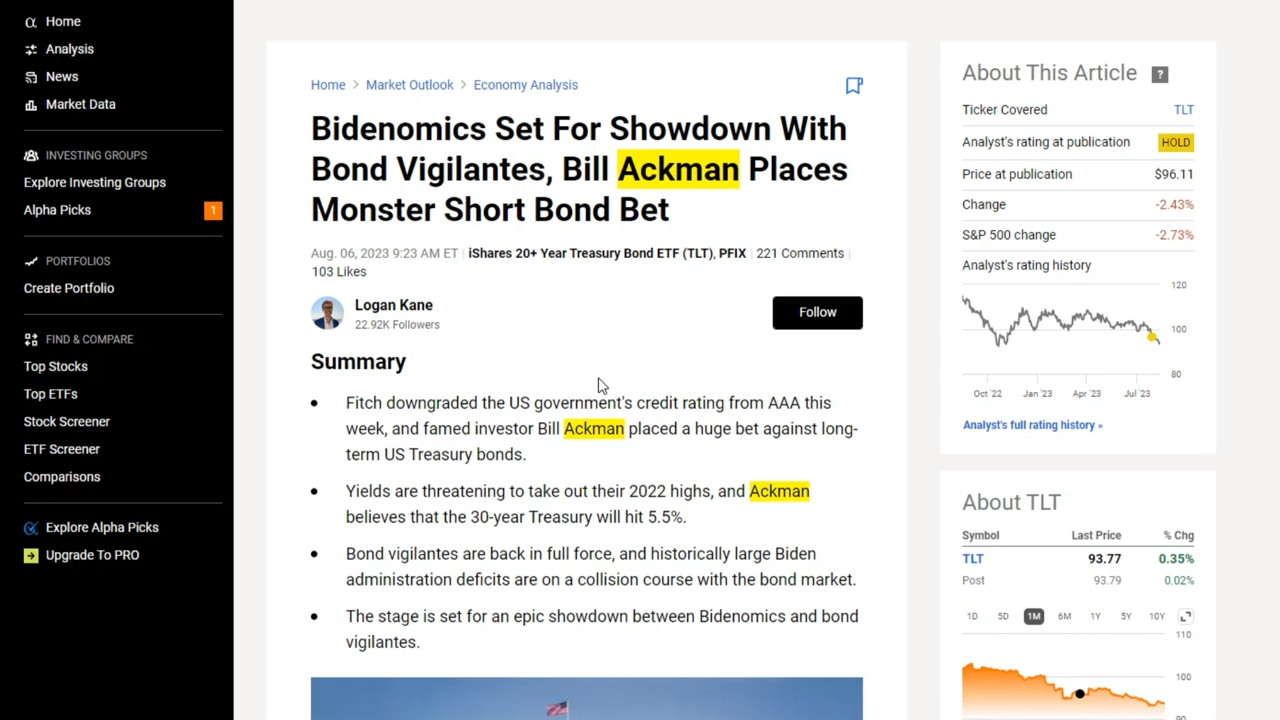 Home
Analysis
News
Market Data
INVESTING GROUPS
Explore Investing Groups
Alpha Picks 1
PORTFOLIOS
Create Portfolio
FIND & COMPARE
Top Stocks
Top ETFs
Stock Screener
ETF Screener
Comparisons
Explore Alpha Picks
Upgrade To PRO
Home > Market Outlook > Economy Analysis
Bidenomics Set For Showdown With
Bond Vigilantes, Bill Ackman Places
Monster Short Bond Bet
Aug. 06, 2023 9:23 AM ET | iShares 20+ Year Treasury Bond ETF (TLT), PFIX | 221 Comments |
103 Likes
Logan Kane
22.92K Followers
Follow
Summary
• Fitch downgraded the US government's credit rating from AAA this
week, and famed investor Bill Ackman placed a huge bet against long-
term US Treasury bonds.
• Yields are threatening to take out their 2022 highs, and Ackman
believes that the 30-year Treasury will hit 5.5%.
• Bond vigilantes are back in full force, and historically large Biden
administration deficits are on a collision course with the bond market.
• The stage is set for an epic showdown between Bidenomics and bond
vigilantes.
About This Article ?
Ticker Covered TLT
Analyst's rating at publication HOLD
Price at publication $96.11
Change -2.43%
S&P 500 change -2.73%
Analyst's rating history
120
100
80
Oct '22 Jan '23 Apr '23 Jul '23
Analyst's full rating history »
About TLT
Symbol Last Price % Chg
TLT 93.77 0.35%
Post 93.79 0.02%
1D 5D 1M 6M 1Y 5Y 10Y
110
100
90